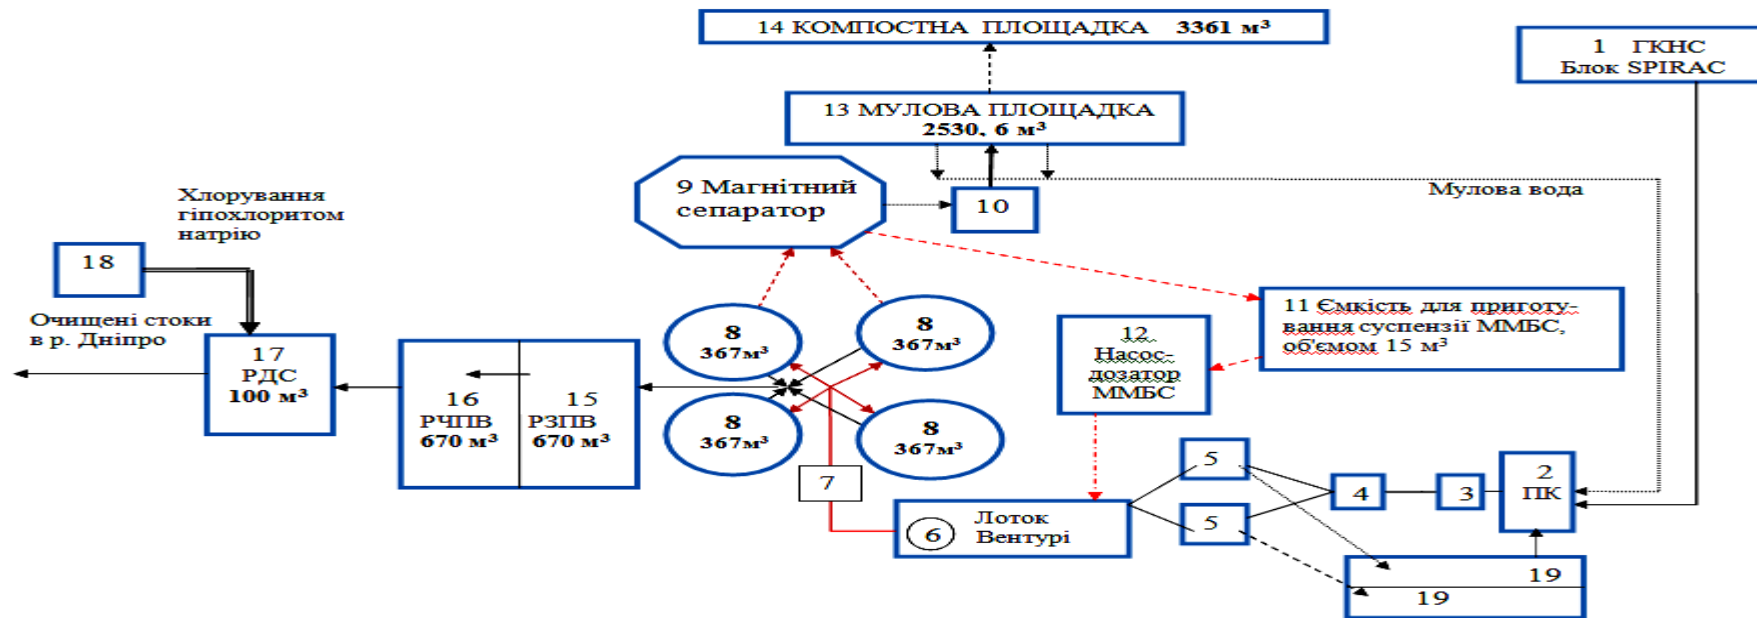 14 КОМПОСТНА ПЛОЩАДКА 3361 м³
1 ГКНС
Блок SPIRAC
13 МУЛОВА ПЛОЩАДКА
2530, 6 м³
Мулова вода
9 Магнітний
сепаратор
10
Хлорування
гіпохлоритом
натрію
18
Очищені стоки
в р. Дніпро
17
РДС
100 м³
16
РЧПВ
670 м³
15
РЗПВ
670 м³
8
367м³
8
367м³
8
367м³
8
367м³
7
11 Ємкість для приготу-
вання суспензії ММБС,
об'ємом 15 м³
12
Насос-
дозатор
ММБС
6
Лоток
Вентурі
5
5
4
3
2
ПК
19
19